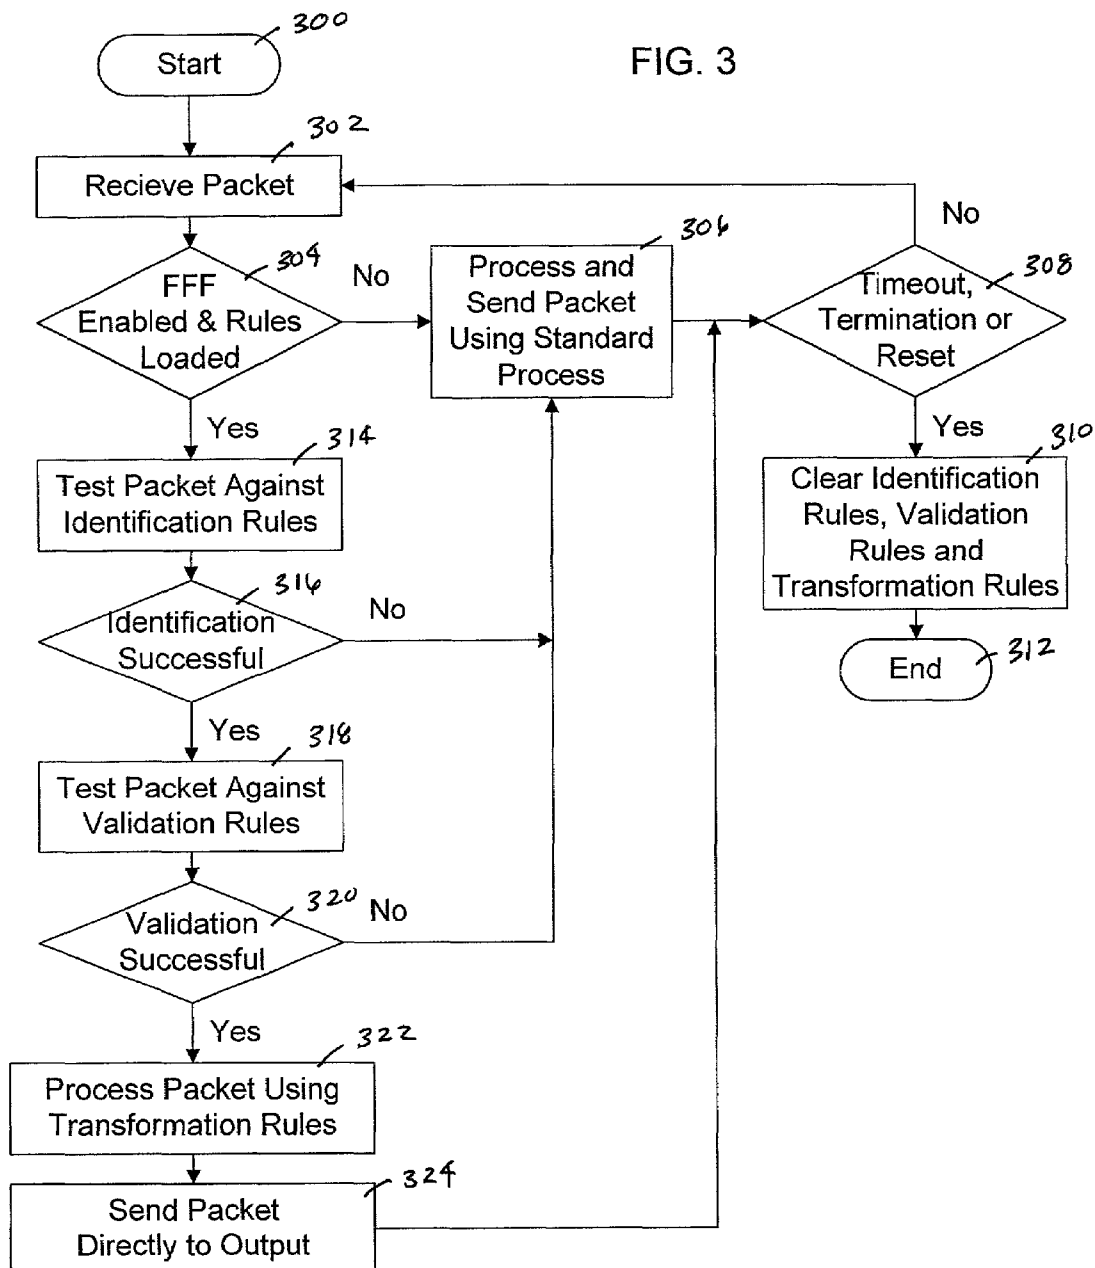 300
Start
FIG. 3
302
Recieve Packet
No
304
FFF
Enabled & Rules
Loaded
No
306
Process and
Send Packet
Using Standard
Process
308
Timeout,
Termination or
Reset
Yes
314
Test Packet Against
Identification Rules
Yes
310
Clear Identification
Rules, Validation
Rules and
Transformation Rules
316
Identification
Successful
No
End
312
Yes
318
Test Packet Against
Validation Rules
320
Validation
Successful
No
Yes
322
Process Packet Using
Transformation Rules
324
Send Packet
Directly to Output